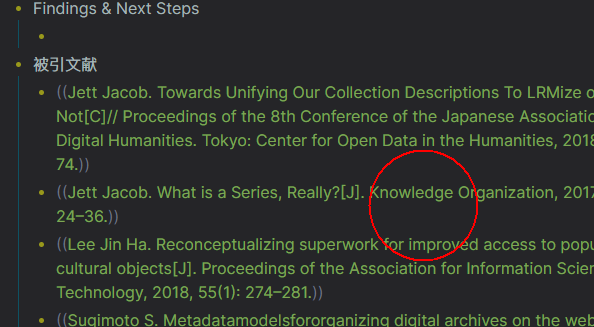 Findings & Next Steps
被引文献
((Jett Jacob. Towards Unifying Our Collection Descriptions To LRMize o
Not[C]// Proceedings of the 8th Conference of the Japanese Associatio
Digital Humanities. Tokyo: Center for Open Data in the Humanities, 2018
74.))
((Jett Jacob. What is a Series, Really?[J]. Knowledge Organization, 2017
24–36.))
((Lee Jin Ha. Reconceptualizing superwork for improved access to popu
cultural objects[J]. Proceedings of the Association for Information Scien
Technology, 2018, 55(1): 274–281.))
((Sugimoto S. Metadatamodelsfororganizing digital archives on the web